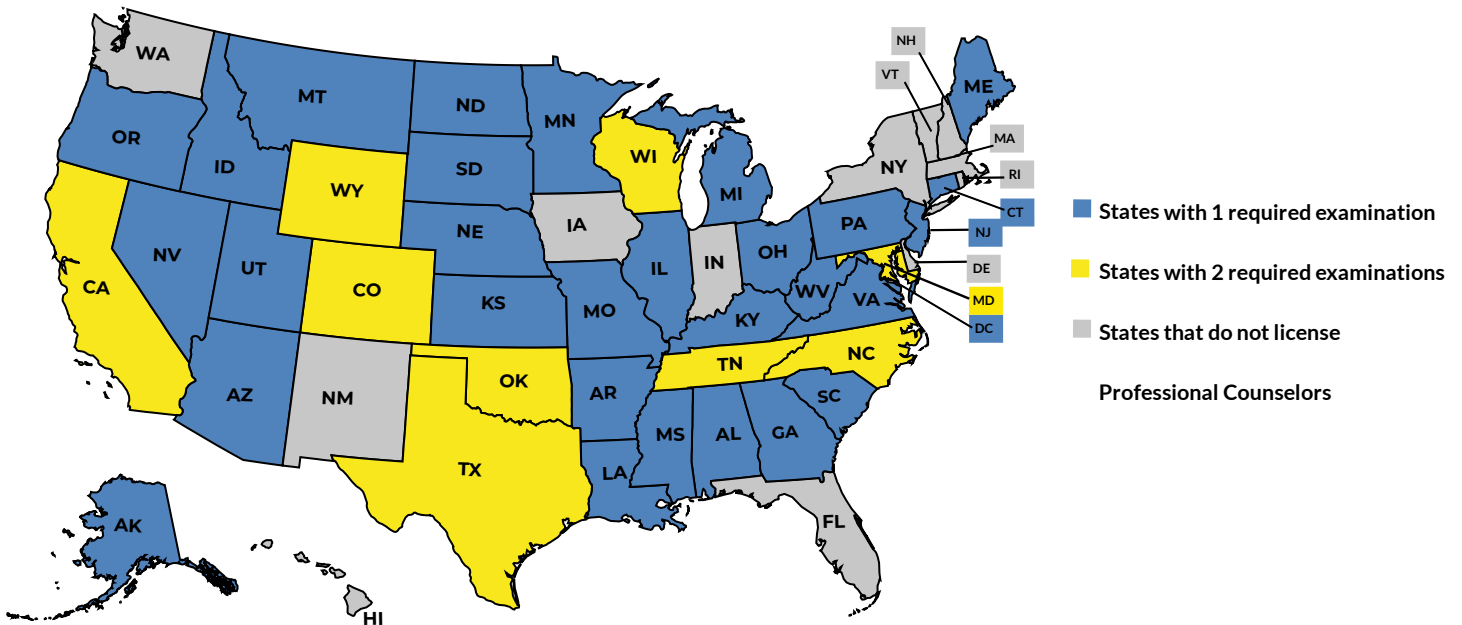 WA
NH
VT
ME
MT
ND
MN
OR
MA
ID
SD
WI
NY
RI
WY
MI
CT
States with 1 required examination
NV
UT
NE
IA
PA
NJ
IL
IN
OH
DE
States with 2 required examinations
CA
CO
KS
MO
WV
VA
MD
KY
DC
States that do not license
AZ
NM
OK
AR
TN
NC
SC
Professional Counselors
TX
LA
MS
AL
GA
AK
FL
HI